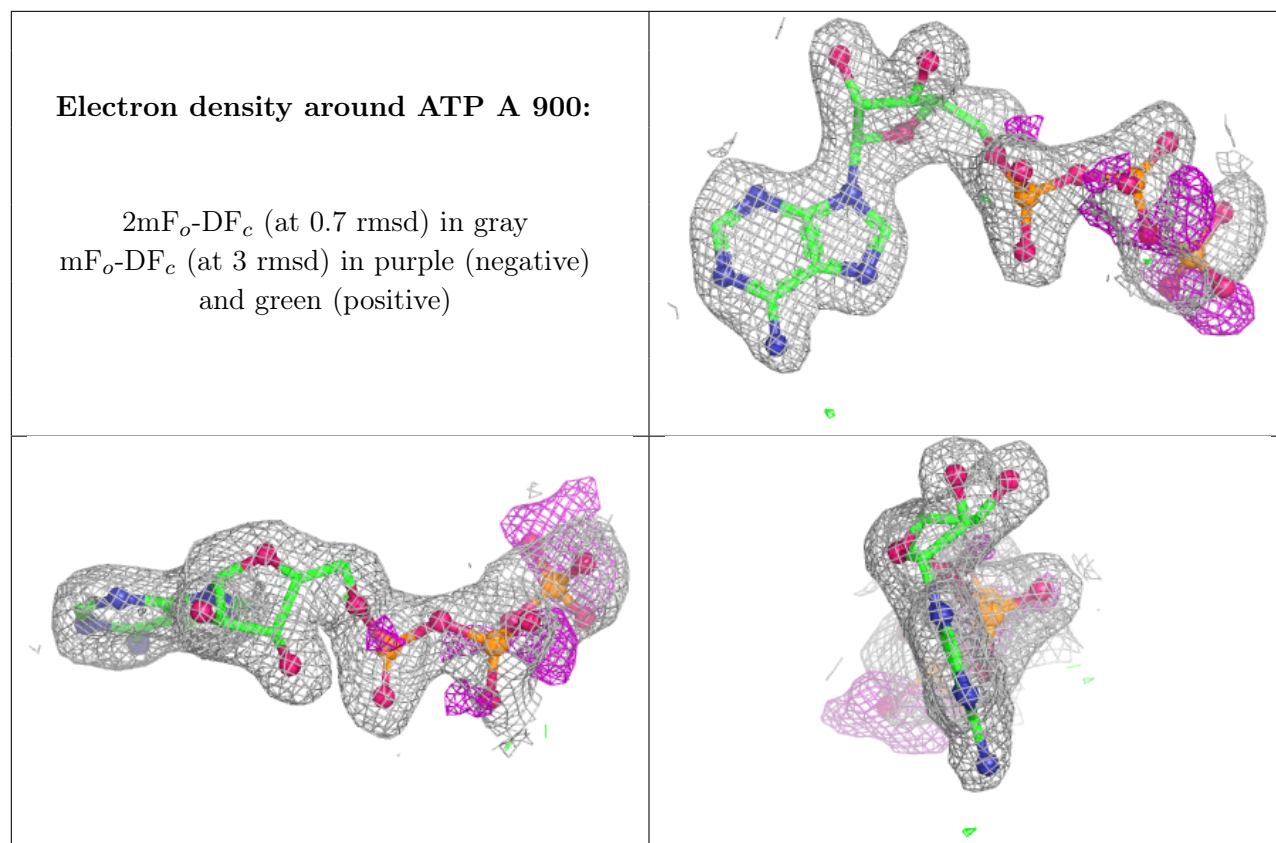 Electron density around ATP A 900:
2mFo-DFc (at 0.7 rmsd) in gray
mFo-DFc (at 3 rmsd) in purple (negative)
and green (positive)